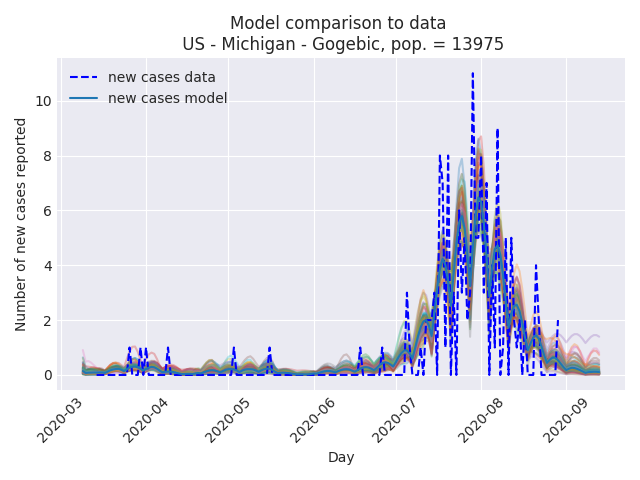 Model comparison to data
US - Michigan - Gogebic, pop. = 13975
new cases data
new cases model
Number of new cases reported
10
8
6
4
2
0
2020-03
2020-04
2020-05
2020-06
2020-07
2020-08
2020-09
Day